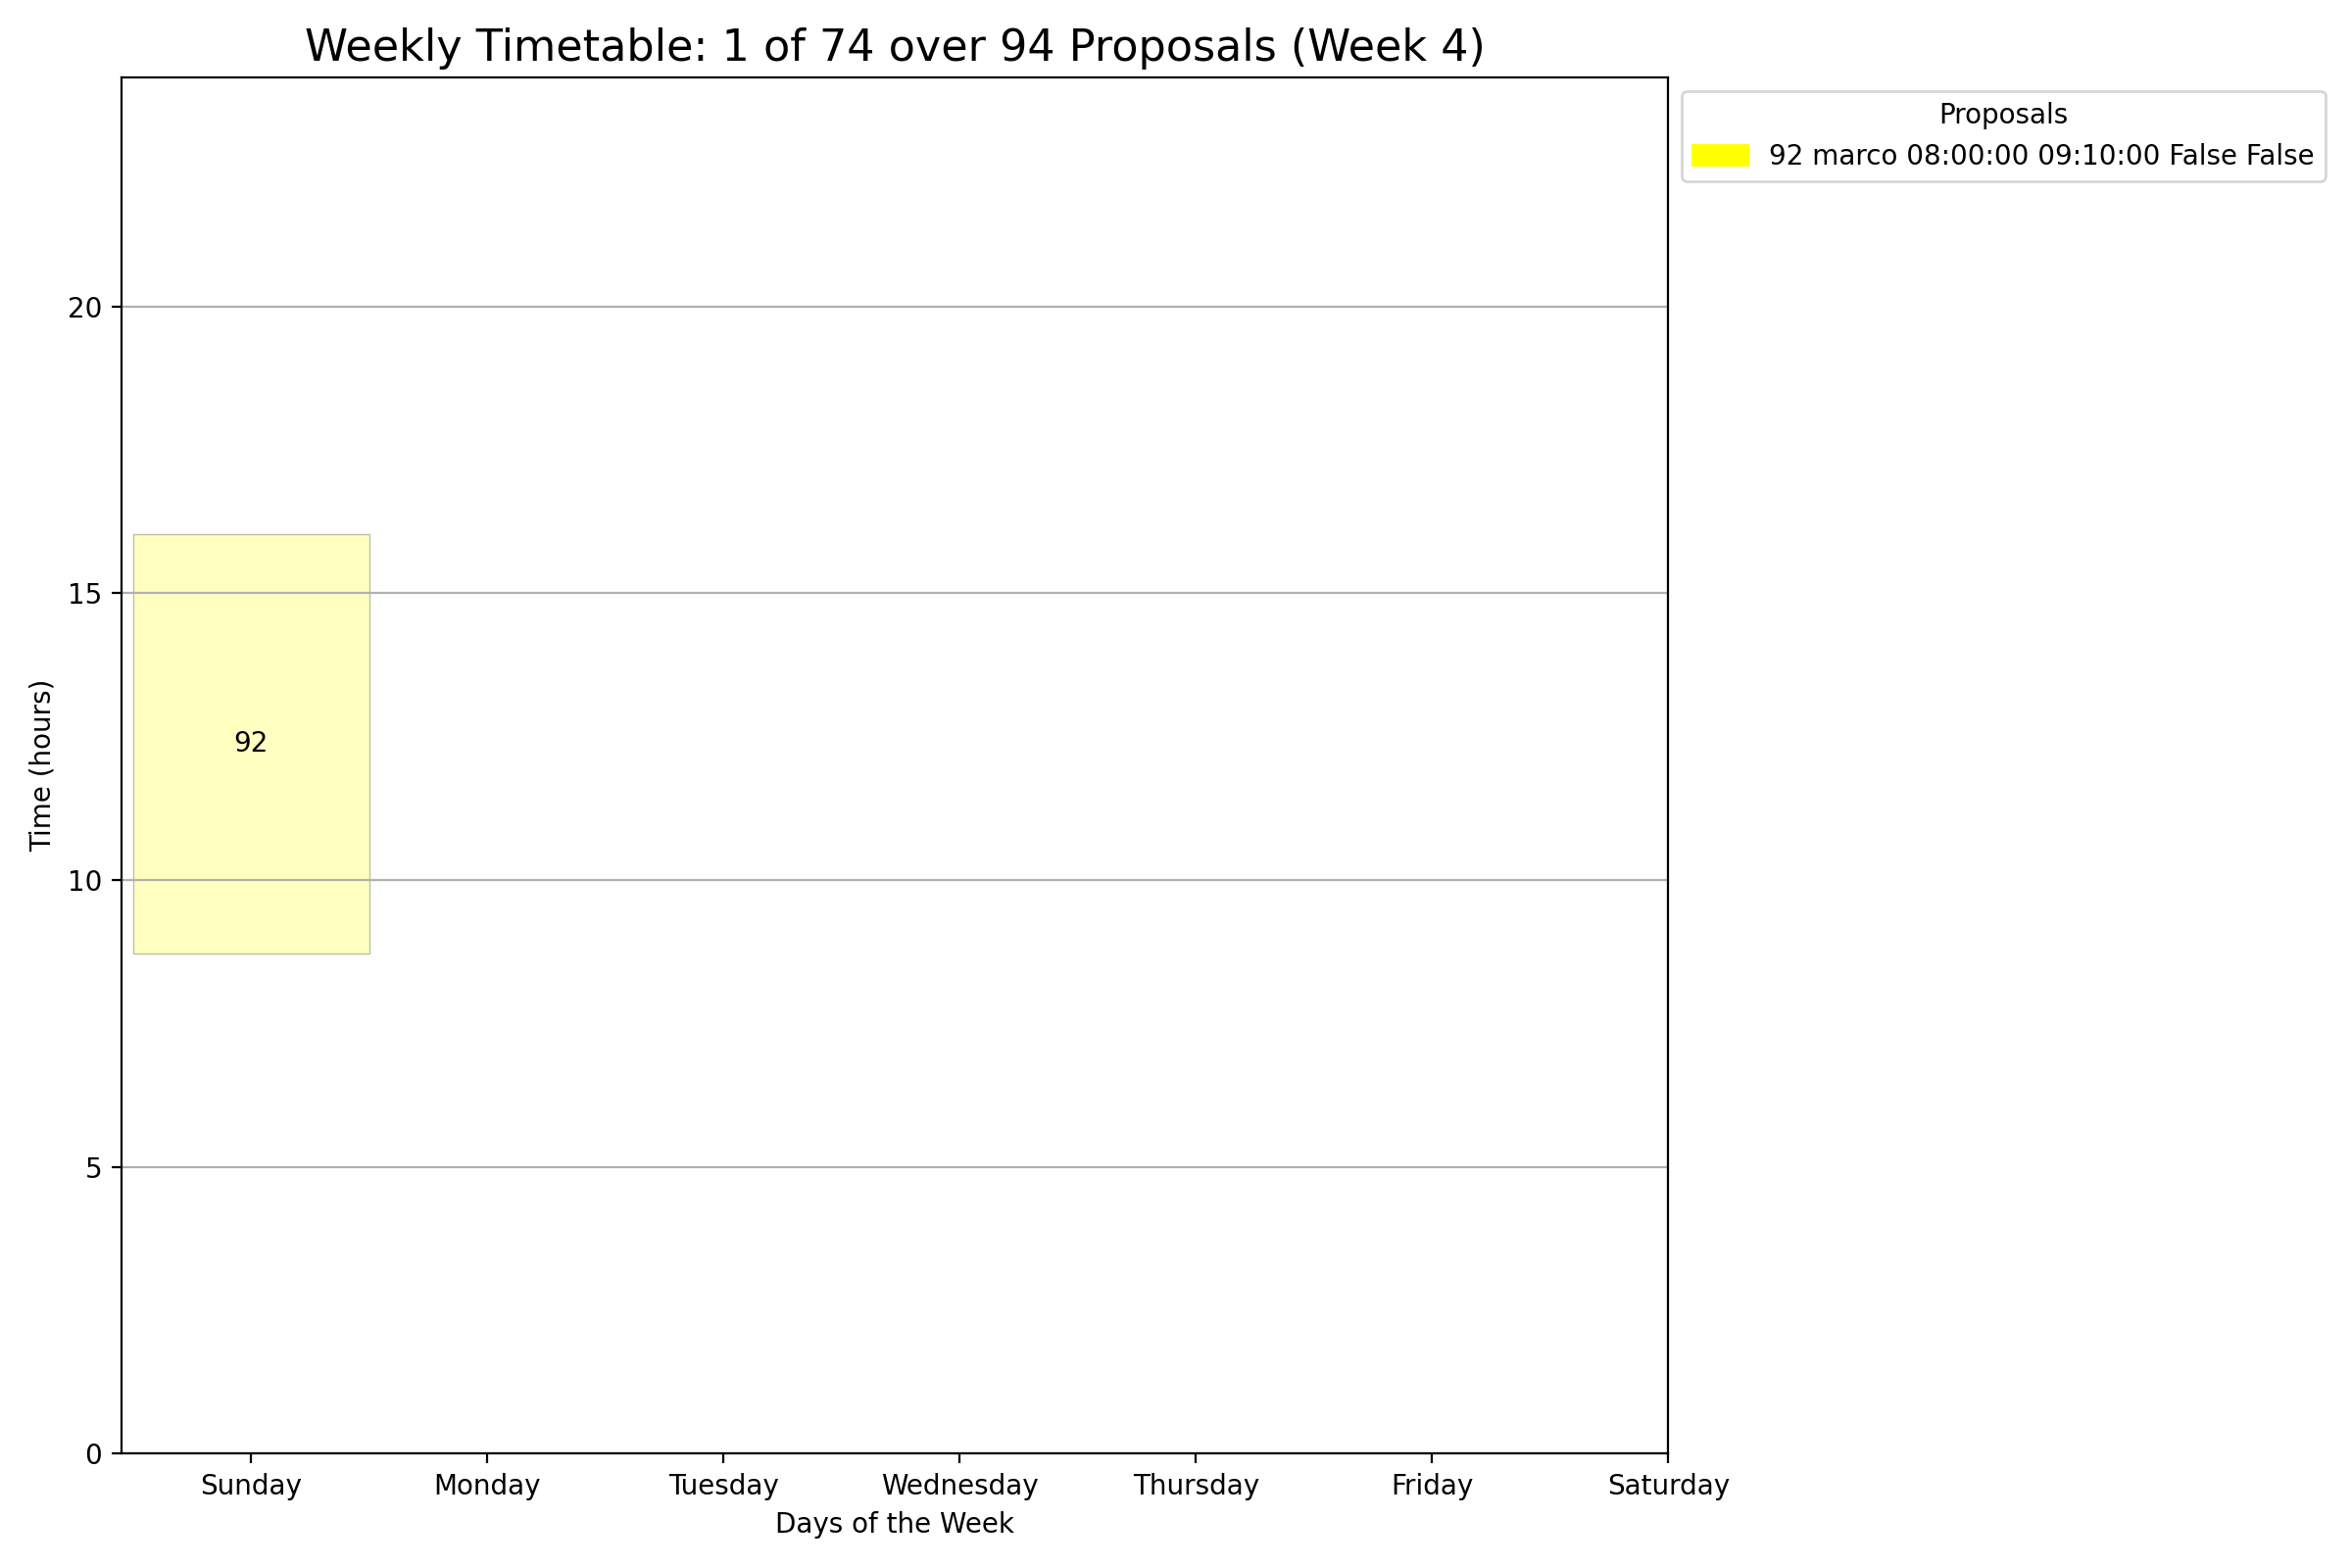 Weekly Timetable: 1 of 74 over 94 Proposals (Week 4)
Proposals
92 marco 08:00:00 09:10:00 False False
20
15
10
5
0
Time (hours)
92
Sunday Monday Tuesday Wednesday Thursday Friday Saturday
Days of the Week